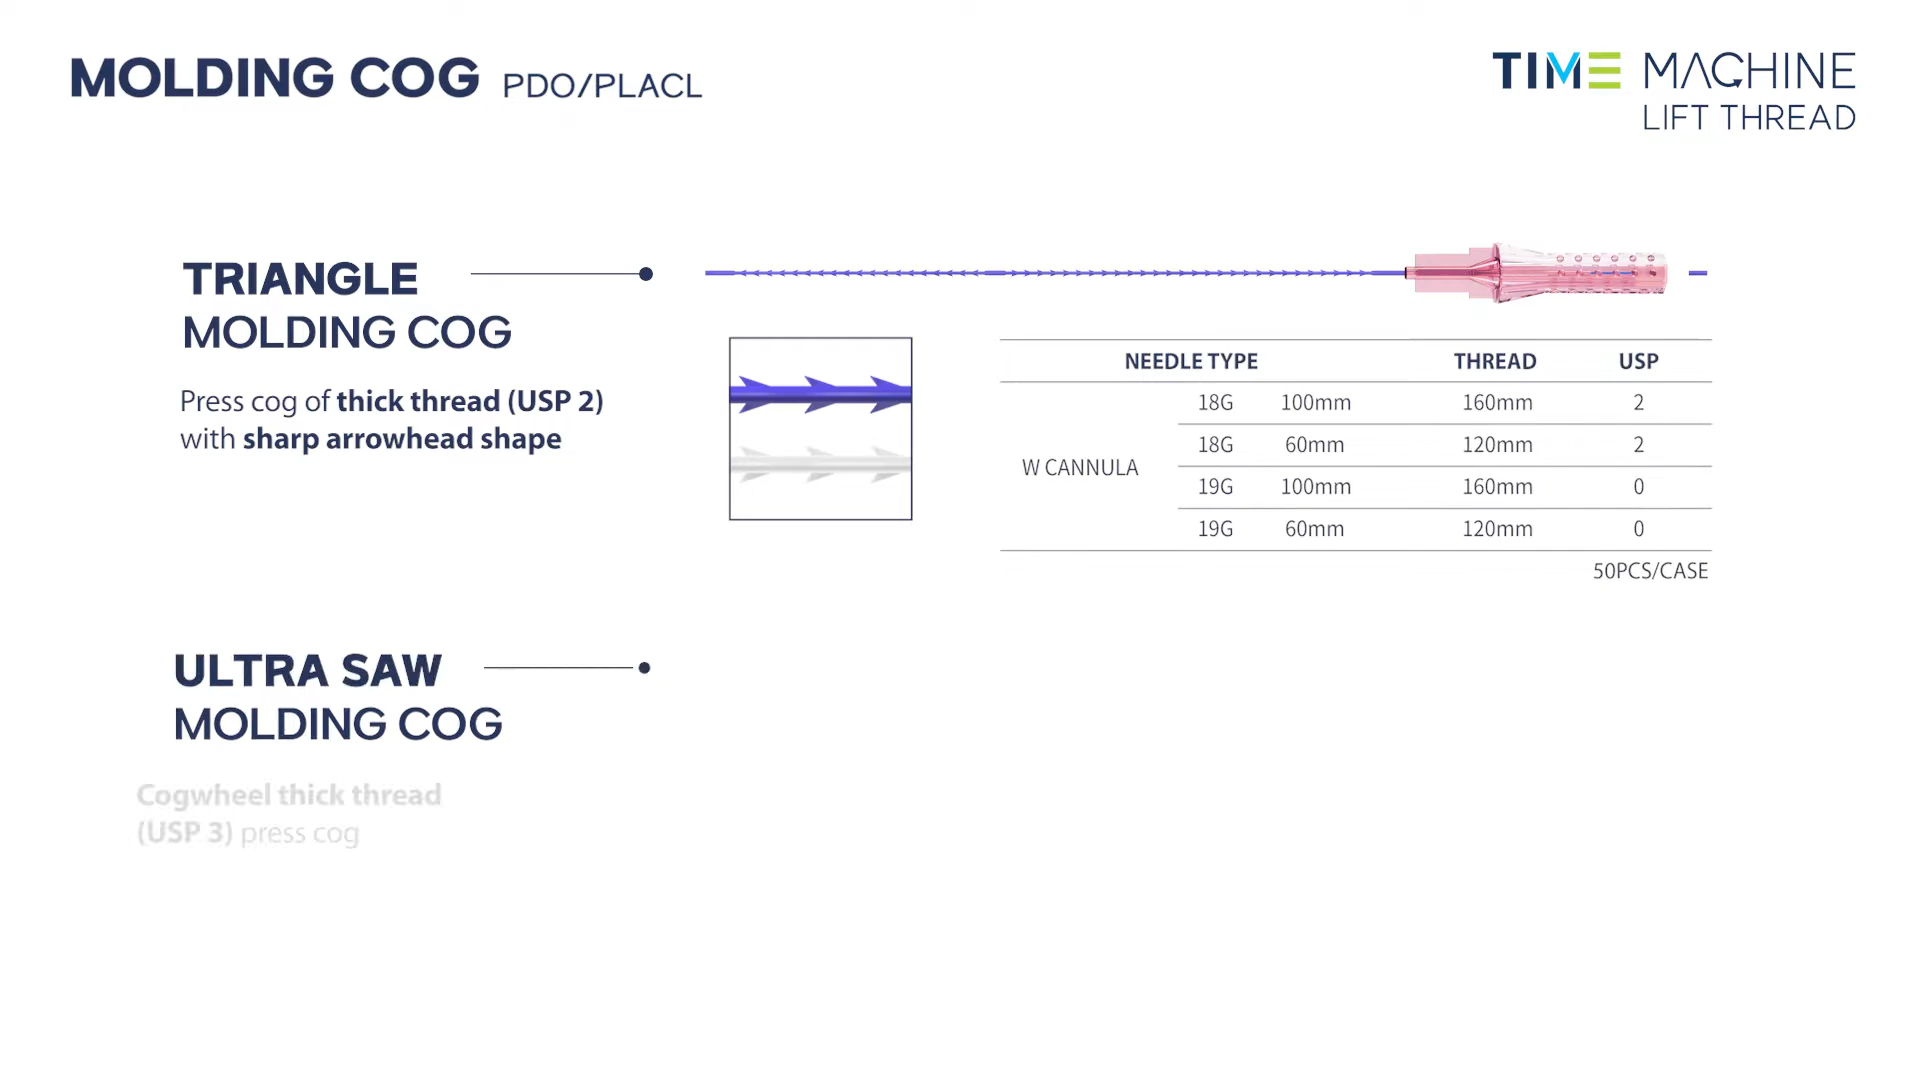 MOLDING COG PDO/PLACL
TIME MACHINE
LIFT THREAD
TRIANGLE
MOLDING COG
Press cog of thick thread (USP 2)
with sharp arrowhead shape
NEEDLE TYPE THREAD USP
W CANNULA
18G 100mm 160mm 2
18G 60mm 120mm 2
19G 100mm 160mm 0
19G 60mm 120mm 0
50PCS/CASE
ULTRA SAW
MOLDING COG
Cogwheel thick thread
(USP 3) press cog